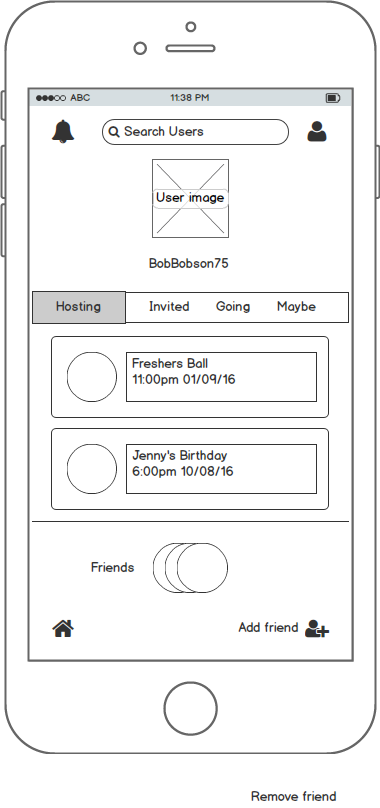 ABC 11:38 PM
Search Users
User image
BobBobson75
Hosting Invited Going Maybe
Freshers Ball
11:00pm 01/09/16
Jenny's Birthday
6:00pm 10/08/16
Friends
Add friend
Remove friend